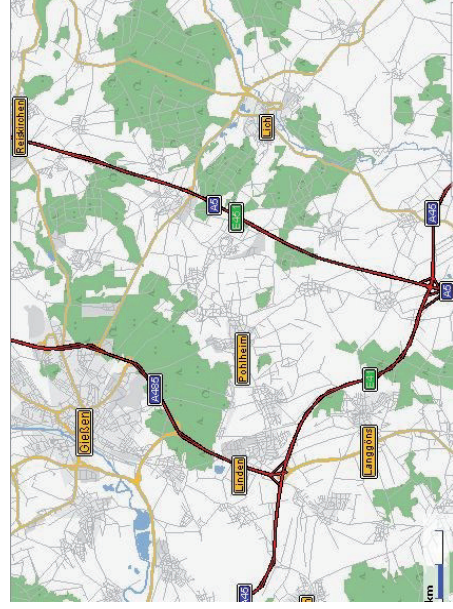 Reiskirchen
Lich
A5
A45
A5
Pohlheim
A485
Gießen
Linden
Langgöns
A45
km